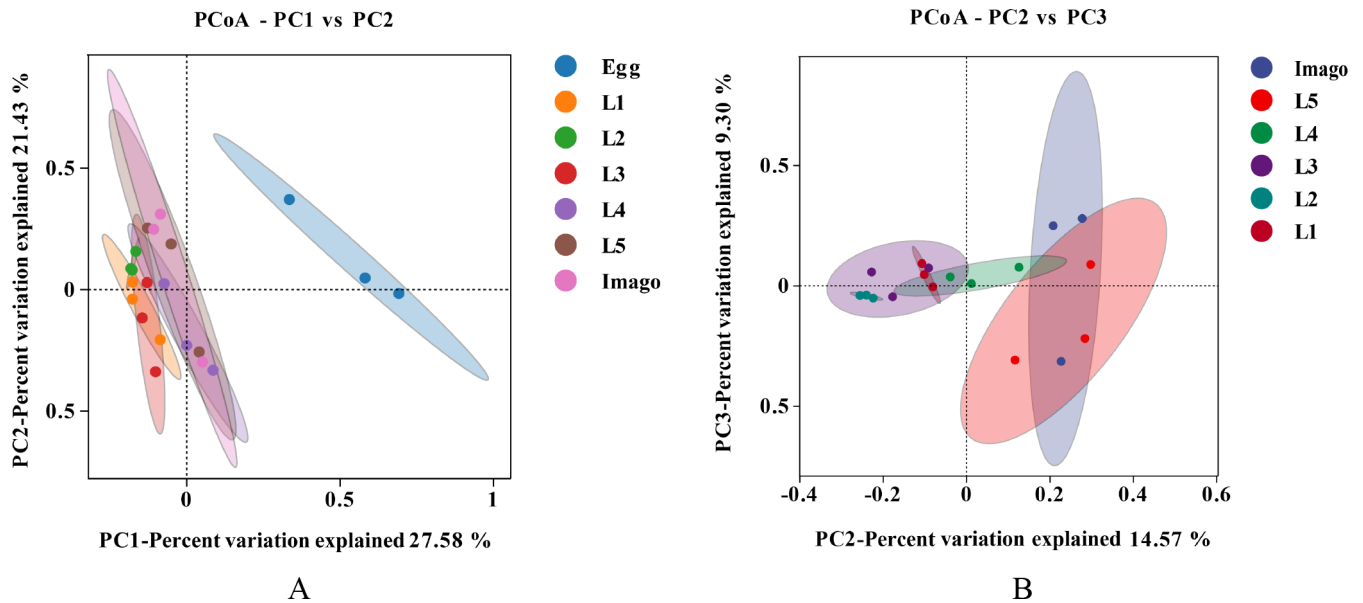 PCoA - PC1 vs PC2
PC2-Percent variation explained 21.43 %
0.5
0
0.5
0
0.5
1
PC1-Percent variation explained 27.58 %
Egg
L1
L2
L3
L4
L5
Imago
A
PCoA - PC2 vs PC3
PC3-Percent variation explained 9.30 %
0.5
0
0.5
-0.4
-0.2
0
0.2
0.4
0.6
PC2-Percent variation explained 14.57 %
Imago
L5
L4
L3
L2
L1
B